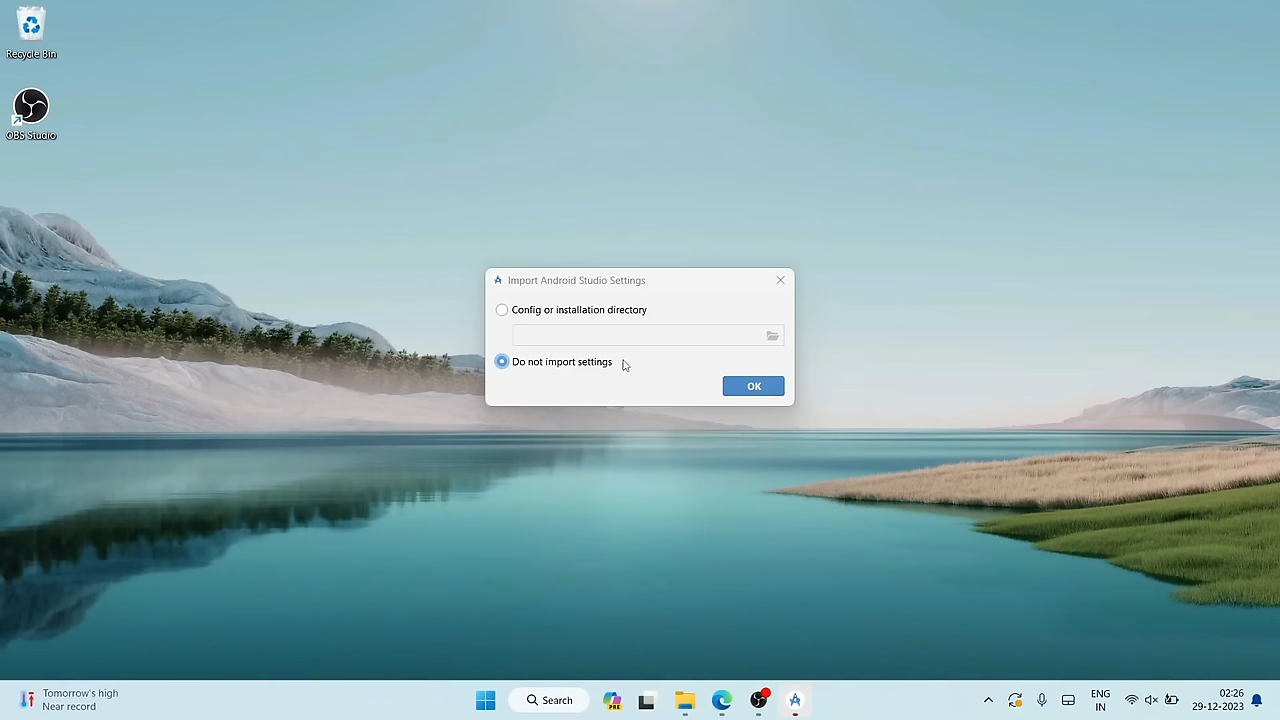 Recycle Bin
OBS Studio
Import Android Studio Settings
Config or installation directory
Do not import settings
OK
Tomorrow's high
Near record
Search
PRE
ENG
IN
02:26
29-12-2023